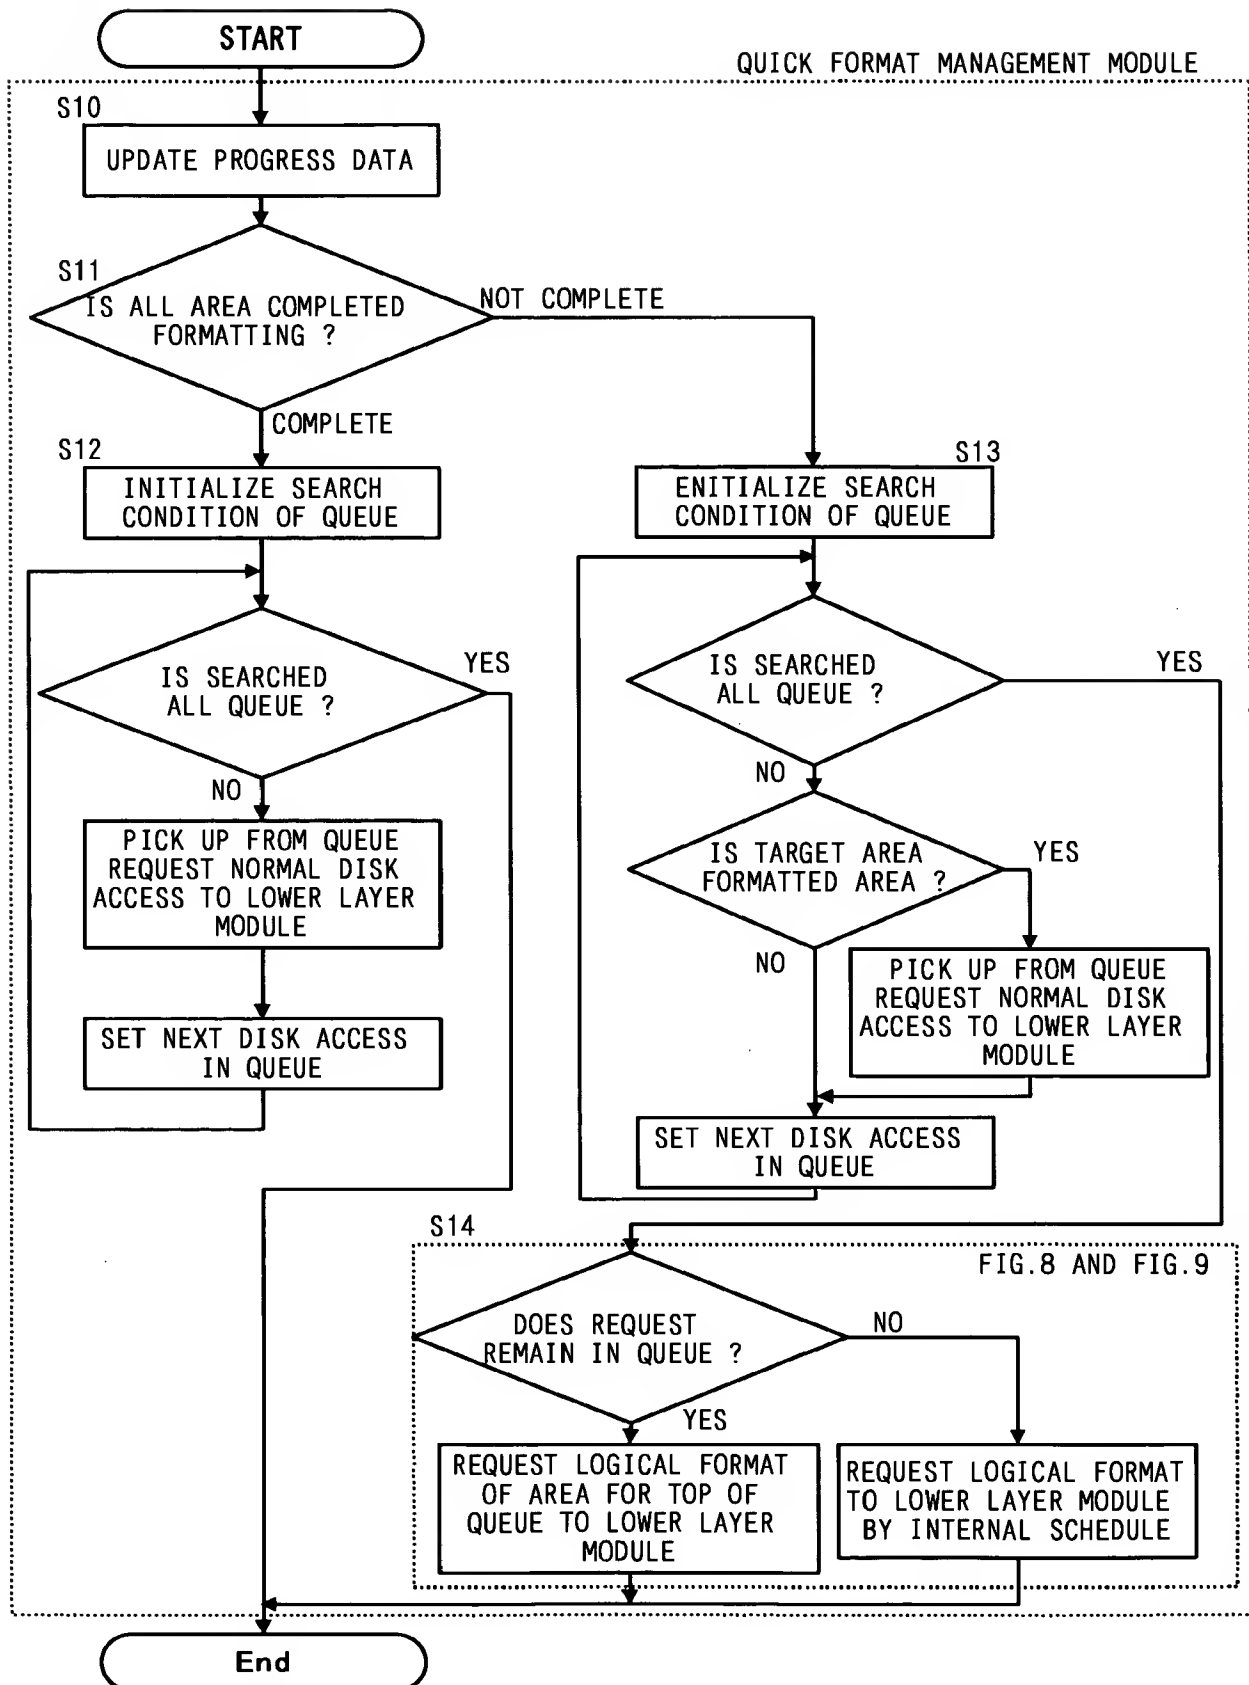 START
QUICK FORMAT MANAGEMENT MODULE
S10
UPDATE PROGRESS DATA
S11
IS ALL AREA COMPLETED
FORMATTING ?
NOT COMPLETE
COMPLETE
S12
INITIALIZE SEARCH
CONDITION OF QUEUE
S13
ENITIALIZE SEARCH
CONDITION OF QUEUE
IS SEARCHED
ALL QUEUE ?
YES
NO
PICK UP FROM QUEUE
REQUEST NORMAL DISK
ACCESS TO LOWER LAYER
MODULE
SET NEXT DISK ACCESS
IN QUEUE
IS SEARCHED
ALL QUEUE ?
YES
NO
IS TARGET AREA
FORMATTED AREA ?
YES
NO
PICK UP FROM QUEUE
REQUEST NORMAL DISK
ACCESS TO LOWER LAYER
MODULE
SET NEXT DISK ACCESS
IN QUEUE
S14
FIG.8 AND FIG.9
DOES REQUEST
REMAIN IN QUEUE ?
NO
YES
REQUEST LOGICAL FORMAT
OF AREA FOR TOP OF
QUEUE TO LOWER LAYER
MODULE
REQUEST LOGICAL FORMAT
TO LOWER LAYER MODULE
BY INTERNAL SCHEDULE
End